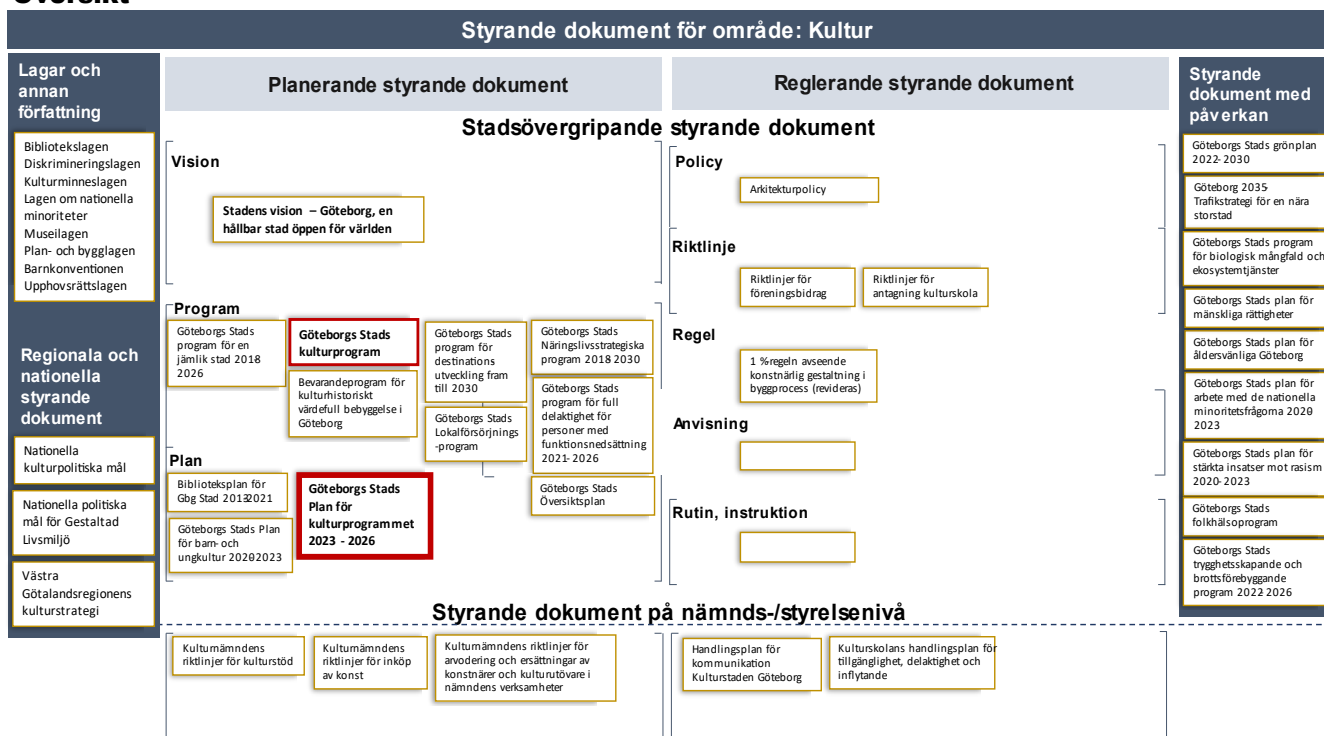 Översikt
Styrande dokument för område: Kultur
Lagar och
annan
författning
Bibliotekslagen
Diskrimineringslagen
Kulturminneslagen
Lagen om nationella
minoriteter
Museilagen
Plan- och bygglagen
Barnkonventionen
Upphovsrättslagen
Regionala och
nationella
styrande
dokument
Nationella
kulturpolitiska mål
Nationella politiska
mål för Gestaltad
Livsmiljö
Västra
Götalandsregionens
kulturstrategi
Planerande styrande dokument
Reglerande styrande dokument
Stadsövergripande styrande dokument
Vision
Stadens vision – Göteborg, en
hållbar stad öppen för världen
Program
Göteborgs Stads
program för en
jämlik stad 2018
2026
Göteborgs Stads
kulturprogram
Bevarandeprogram för
kulturhistoriskt
värdefull bebyggelse i
Göteborg
Göteborgs Stads
program för
destinations
utveckling fram
till 2030
Göteborgs Stads
Lokalförsörjnings
-program
Göteborgs Stads
Näringslivsstrategiska
program 2018-2030
Göteborgs Stads
program för full
delaktighet för
personer med
funktionsnedsättning
2021-2026
Göteborgs Stads
Översiktsplan
Plan
Biblioteksplan för
Gbg Stad 2013-2021
Göteborgs Stads Plan
för barn- och
ungkultur 2020-2023
Göteborgs Stads
Plan för
kulturprogrammet
2023 - 2026
Policy
Arkitekturpolicy
Riktlinje
Riktlinjer för
föreningsbidrag
Riktlinjer för
antagning kulturskola
Regel
1 %regeln avseende
konstnärlig gestaltning i
byggprocess (revideras)
Anvisning
Rutin, instruktion
Styrande
dokument med
påverkan
Göteborgs Stads grönplan
2022-2030
Göteborg 2035-
Trafikstrategi för en nära
storstad
Göteborgs Stads program
för biologisk mångfald och
ekosystemtjänster
Göteborgs Stads plan för
mänskliga rättigheter
Göteborgs Stads plan för
åldersvänliga Göteborg
Göteborgs Stads plan för
arbete med de nationella
minoritetsfrågorna 2020-
2023
Göteborgs Stads plan för
stärkta insatser mot rasism
2020-2023
Göteborgs Stads
folkhälsoprogram
Göteborgs Stads
trygghetsskapande och
brottsförebyggande
program 2022-2026
Styrande dokument på nämnds-/styrelsenivå
Kulturnämndens
riktlinjer för kulturstöd
Kulturnämndens
riktlinjer för inköp
av konst
Kulturnämndens riktlinjer för
arvodering och ersättningar av
konstnärer och kulturutövare i
nämndens verksamheter
Handlingsplan för
kommunikation
Kulturstaden Göteborg
Kulturskolans handlingsplan för
tillgänglighet, delaktighet och
inflytande